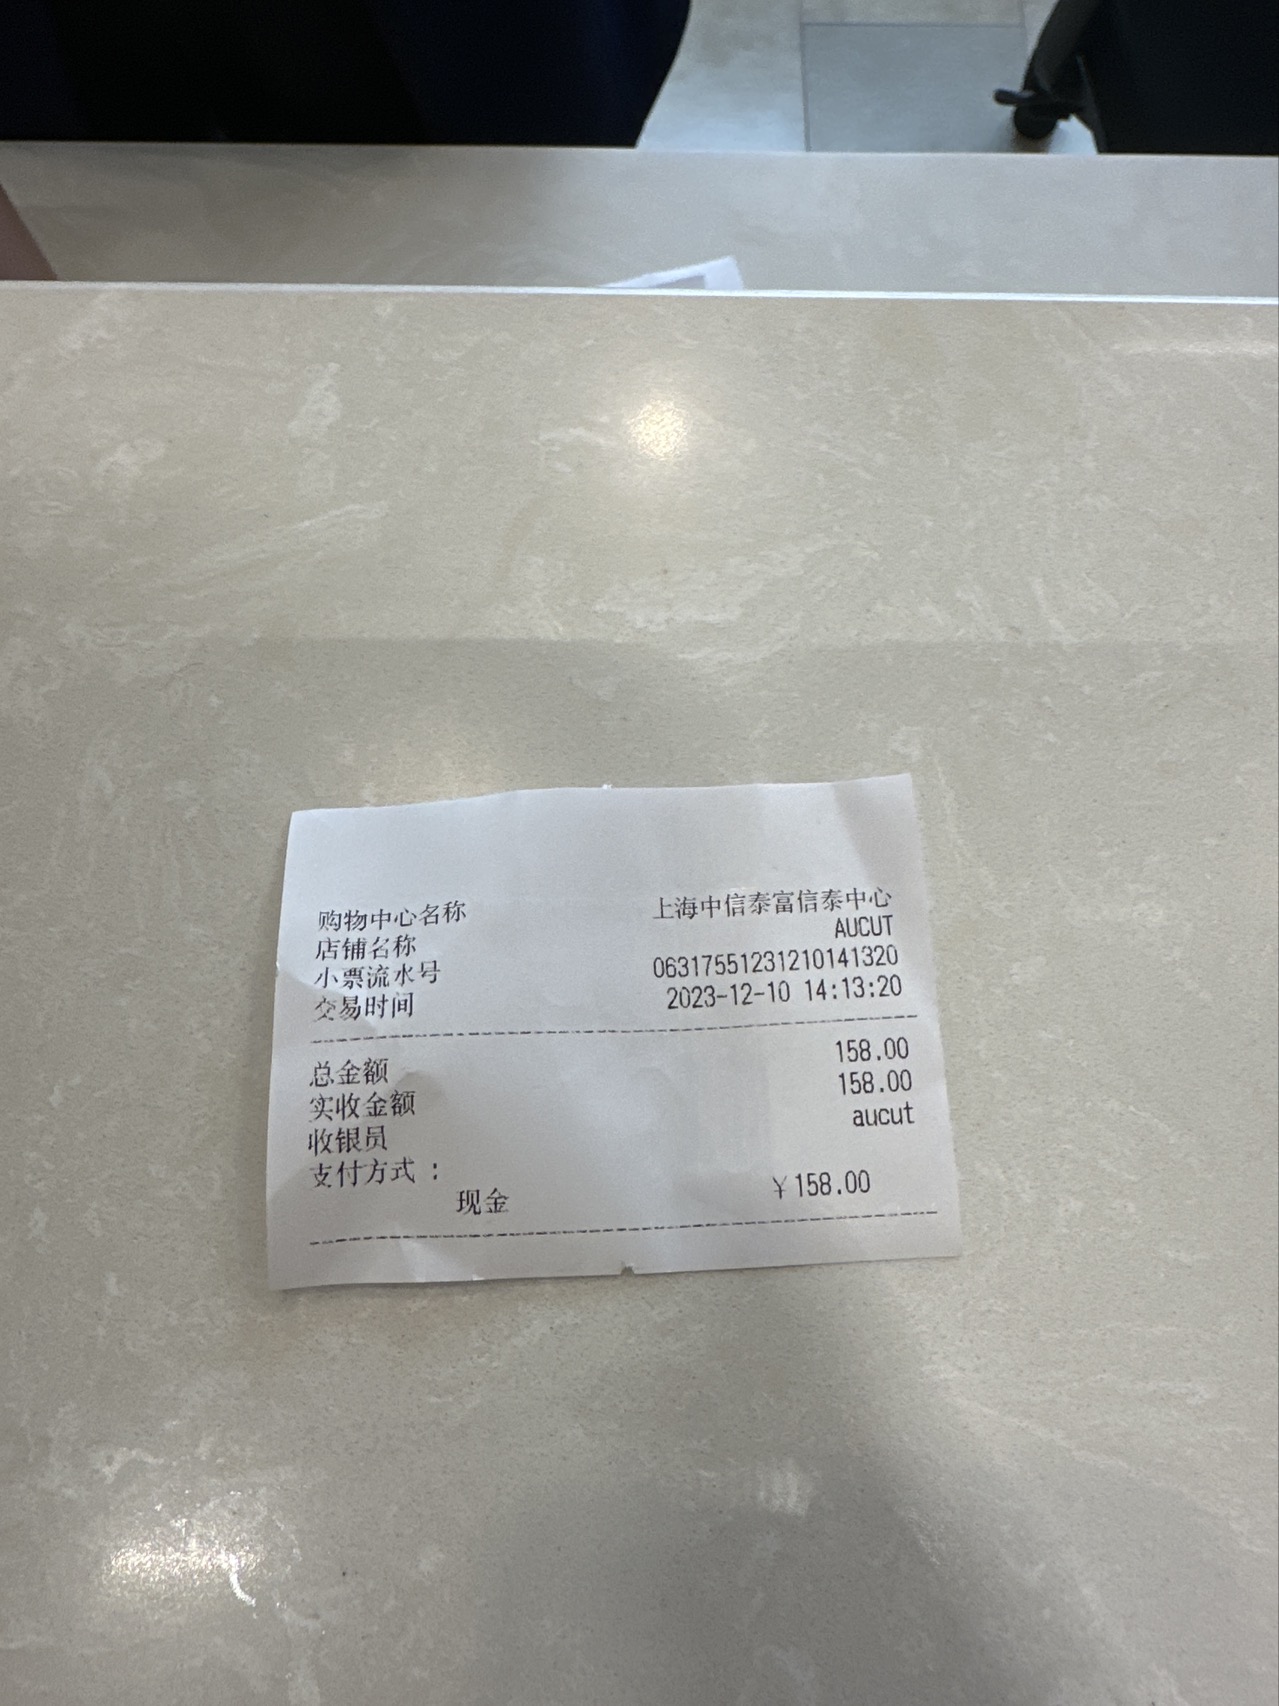 购物中心名称 上海中信泰富信泰中心
店铺名称 AUCUT
小票流水号 06317551231210141320
交易时间 2023-12-10 14:13:20
总金额 158.00
实收金额 158.00
收银员 aucut
支付方式：
现金 ￥158.00